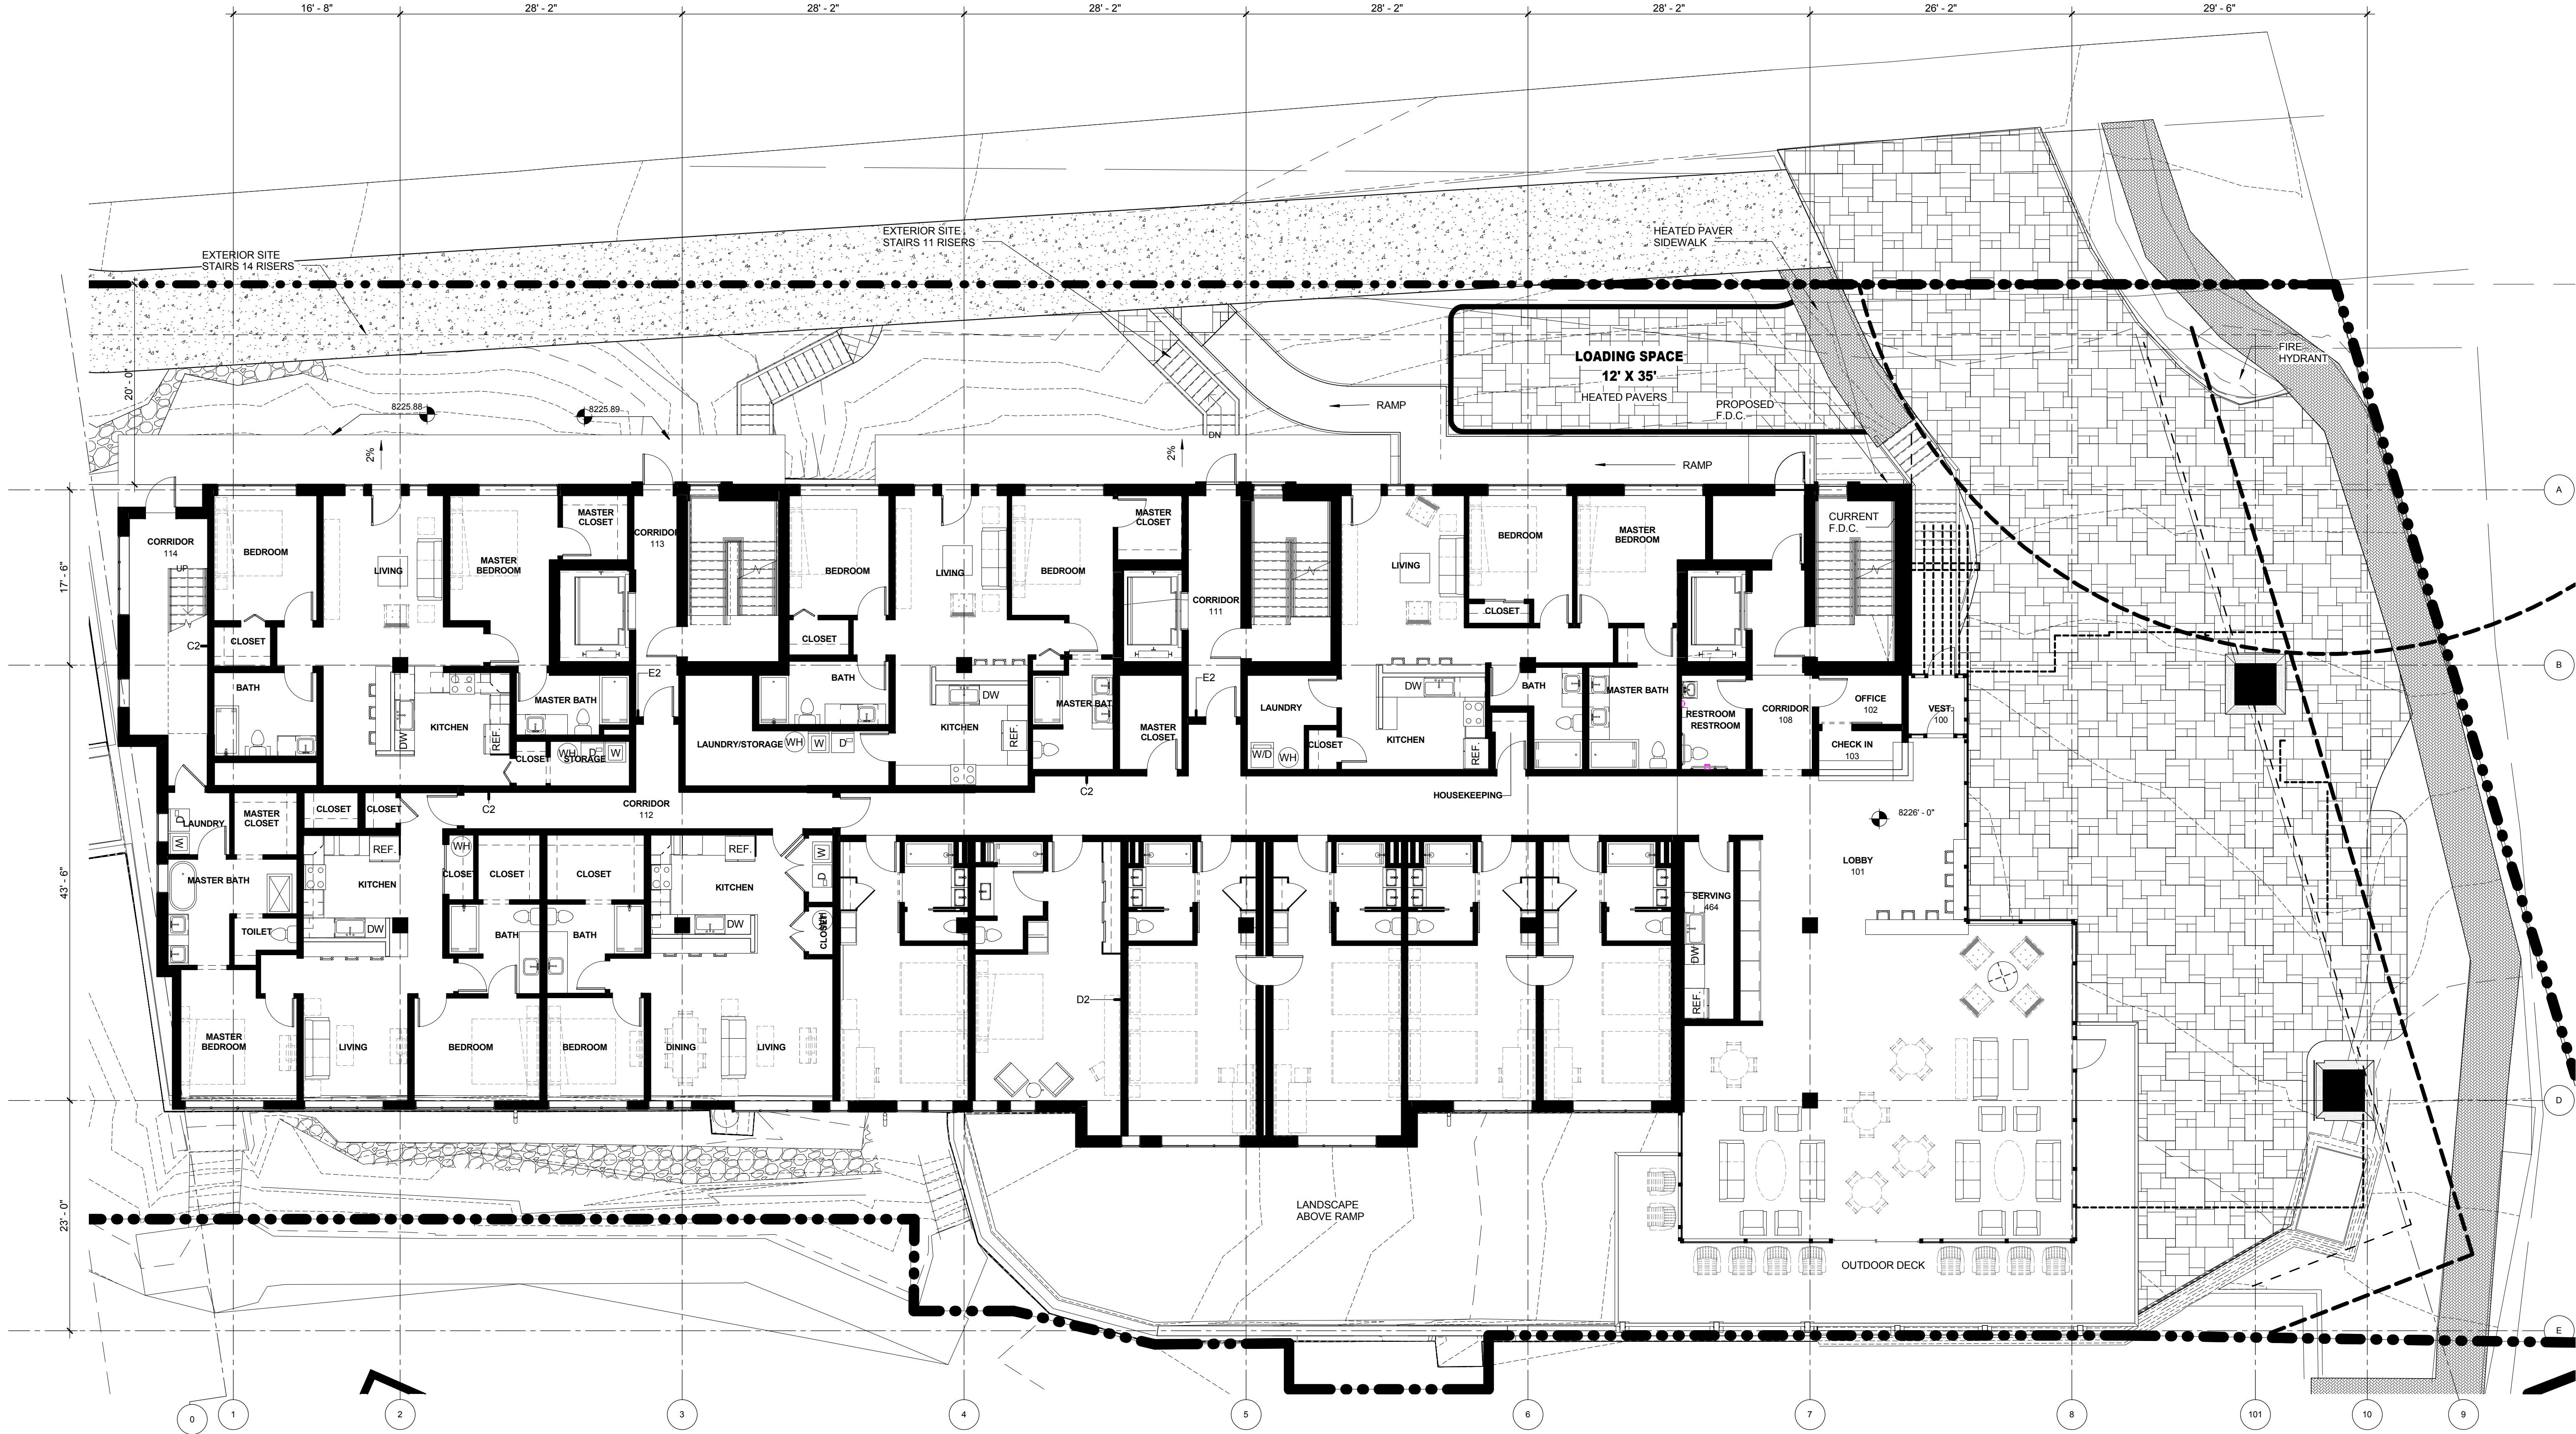 16' - 8"
28' - 2"
28' - 2"
28' - 2"
28' - 2"
28' - 2"
26' - 2"
29' - 6"
EXTERIOR SITE
STAIRS 14 RISERS
EXTERIOR SITE
STAIRS 11 RISERS
HEATED PAVER
SIDEWALK
FIRE
HYDRANT
LOADING SPACE
12' X 35'
HEATED PAVERS
PROPOSED
F.D.C.
RAMP
RAMP
20' - 0"
8225.88
8225.89
2%
2%
DN
A
17' - 6"
CORRIDOR
114
UP
C2
BEDROOM
LIVING
MASTER
BEDROOM
MASTER
CLOSET
CORRIDOR
113
BEDROOM
LIVING
BEDROOM
MASTER
CLOSET
CORRIDOR
111
LIVING
BEDROOM
CLOSET
MASTER
BEDROOM
CURRENT
F.D.C.
CLOSET
CLOSET
B
BATH
KITCHEN
DW
REF.
MASTER BATH
CLOSET
WH
D
W
STORAGE
E2
LAUNDRY/STORAGE
WH
W
D
BATH
KITCHEN
DW
REF.
MASTER BAT
MASTER
CLOSET
E2
LAUNDRY
W/D
WH
CLOSET
KITCHEN
DW
REF.
BATH
MASTER BATH
RESTROOM
RESTROOM
CORRIDOR
108
OFFICE
102
VEST.
100
CHECK IN
103
HOUSEKEEPING
C2
C2
CORRIDOR
112
8226' - 0"
43' - 6"
LAUNDRY
D
W
MASTER
CLOSET
CLOSET
CLOSET
MASTER BATH
TOILET
KITCHEN
REF.
DW
WH
CLOSET
CLOSET
CLOSET
BATH
BATH
KITCHEN
REF.
DW
W
D
WH
CLOSET
SERVING
464
DW
REF.
LOBBY
101
D2
MASTER
BEDROOM
LIVING
BEDROOM
BEDROOM
DINING
LIVING
D
23' - 0"
LANDSCAPE
ABOVE RAMP
OUTDOOR DECK
E
0
1
2
3
4
5
6
7
8
101
10
9